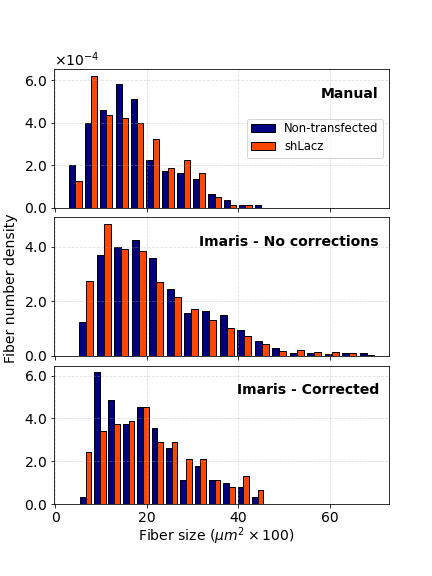 ×10⁻⁴
6.0
4.0
2.0
0.0
Manual
Non-transfected
shLacz
4.0
2.0
0.0
Imaris - No corrections
Fiber number density
6.0
4.0
2.0
0.0
Imaris - Corrected
0 20 40 60
Fiber size (μm² × 100)